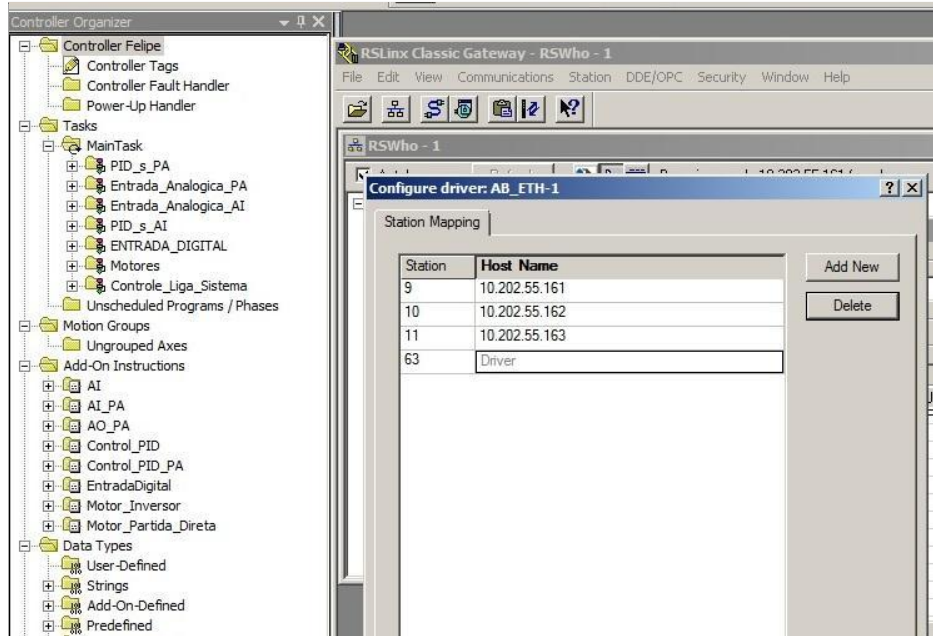 Controller Organizer
Controller Felipe
Controller Tags
Controller Fault Handler
Power-Up Handler
Tasks
MainTask
PID_s_PA
Entrada_Analogica_PA
Entrada_Analogica_AI
PID_s_AI
ENTRADA_DIGITAL
Motores
Controle_Liga_Sistema
Unscheduled Programs / Phases
Motion Groups
Ungrouped Axes
Add-On Instructions
AI
AI_PA
AO_PA
Control_PID
Control_PID_PA
EntradaDigital
Motor_Inversor
Motor_Partida_Direta
Data Types
User-Defined
Strings
Add-On-Defined
Predefined
RSLinx Classic Gateway - RSWho - 1
File Edit View Communications Station DDE/OPC Security Window Help
RSWho - 1
Configure driver: AB_ETH-1
Station Mapping
Station Host Name
9 10.202.55.161
10 10.202.55.162
11 10.202.55.163
63 Driver
Add New
Delete